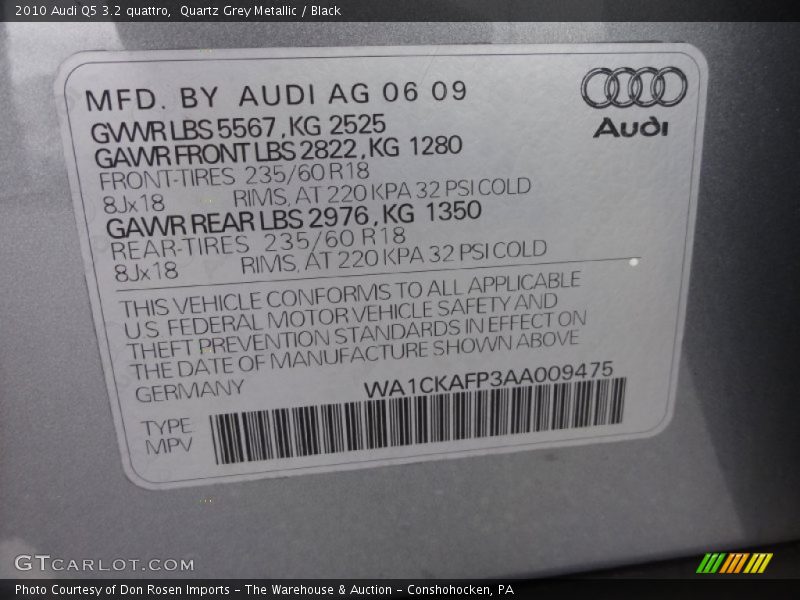 2010 Audi Q5 3.2 quattro,  Quartz Grey Metallic / Black
MFD. BY AUDI AG 06 09
GVWR LBS 5567, KG 2525
GAWR FRONT LBS 2822, KG 1280
FRONT-TIRES 235/60 R18
8Jx18 RIMS, AT 220 KPA 32 PSI COLD
GAWR REAR LBS 2976, KG 1350
REAR-TIRES 235/60 R18
8Jx18 RIMS, AT 220 KPA 32 PSI COLD
Audi
THIS VEHICLE CONFORMS TO ALL APPLICABLE
U.S. FEDERAL MOTOR VEHICLE SAFETY AND
THEFT PREVENTION STANDARDS IN EFFECT ON
THE DATE OF MANUFACTURE SHOWN ABOVE
GERMANY WA1CKAFP3AA009475
TYPE
MPV
GTCARLOT.COM
Photo Courtesy of Don Rosen Imports - The Warehouse & Auction - Conshohocken, PA